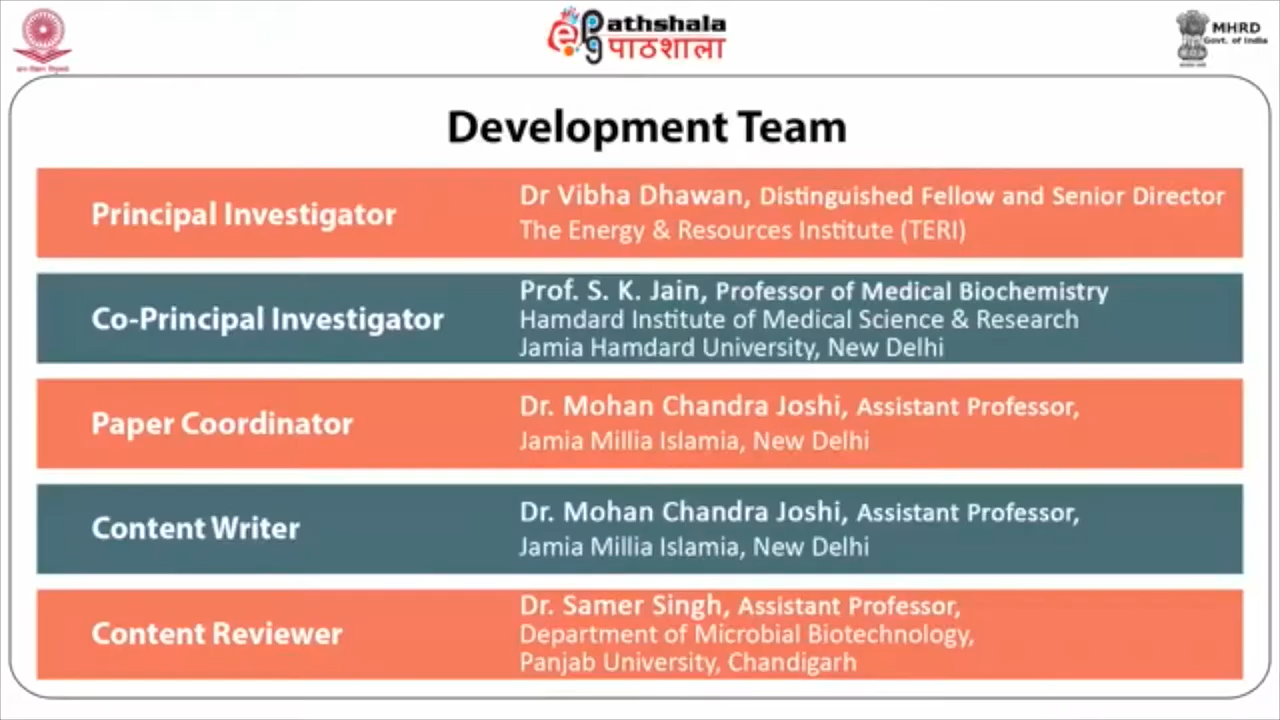 epg
Pathshala
पाठशाला
MHRD
Govt. of India
Development Team
Principal Investigator
Dr Vibha Dhawan, Distinguished Fellow and Senior Director
The Energy & Resources Institute (TERI)
Co-Principal Investigator
Prof. S. K. Jain, Professor of Medical Biochemistry
Hamdard Institute of Medical Science & Research
Jamia Hamdard University, New Delhi
Paper Coordinator
Dr. Mohan Chandra Joshi, Assistant Professor,
Jamia Millia Islamia, New Delhi
Content Writer
Dr. Mohan Chandra Joshi, Assistant Professor,
Jamia Millia Islamia, New Delhi
Content Reviewer
Dr. Samer Singh, Assistant Professor,
Department of Microbial Biotechnology,
Panjab University, Chandigarh